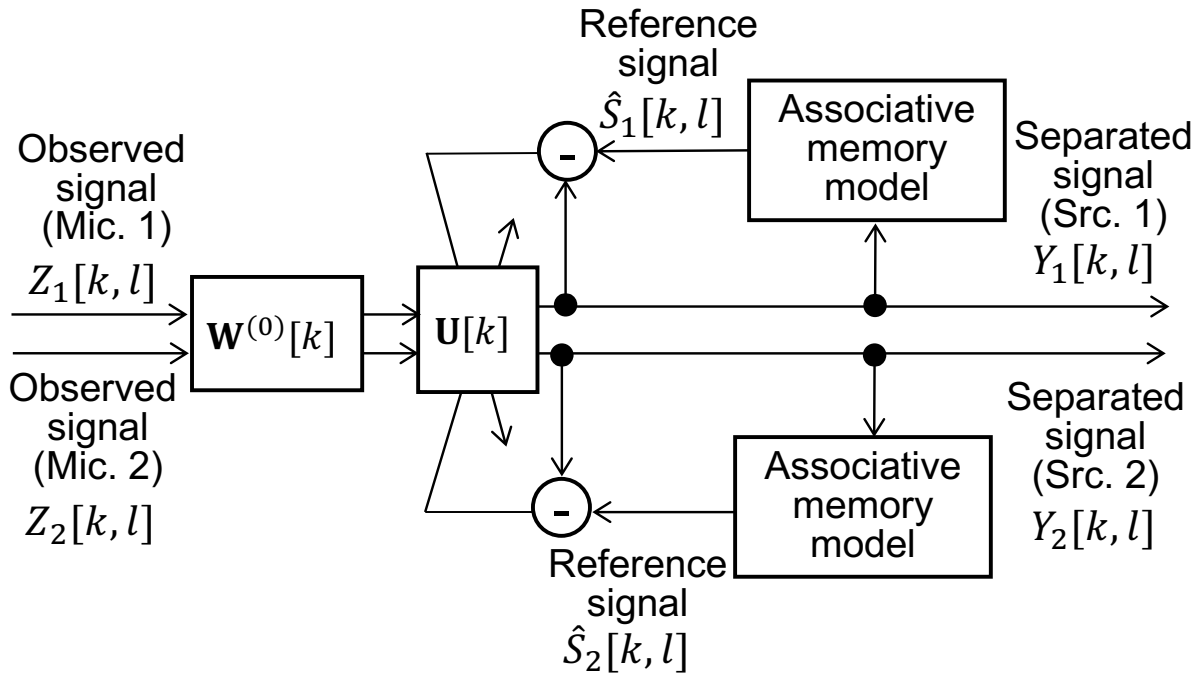 Reference
signal
Ŝ₁[k, l]
-
Associative
memory
model
Observed
signal
(Mic. 1)
Z₁[k, l]
Separated
signal
(Src. 1)
Y₁[k, l]
W⁽⁰⁾[k]
U[k]
Observed
signal
(Mic. 2)
Z₂[k, l]
Separated
signal
(Src. 2)
Y₂[k, l]
Associative
memory
model
-
Reference
signal
Ŝ₂[k, l]